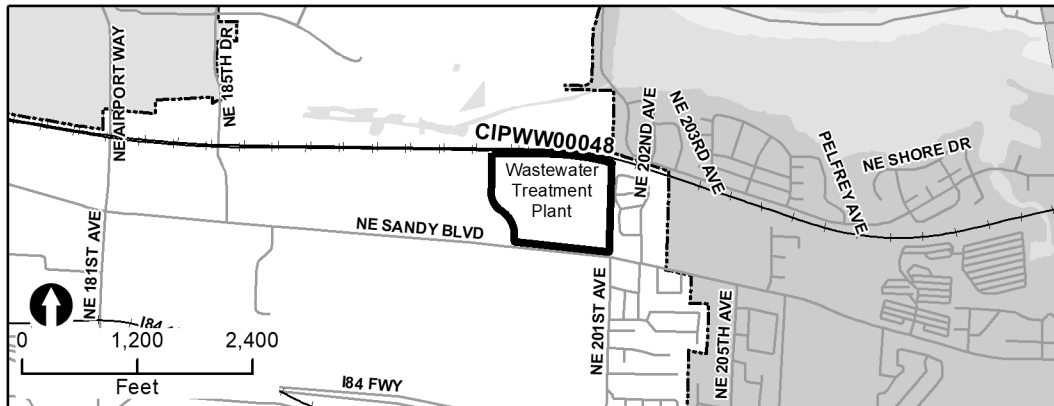 NE AIRPORT WAY
NE 185TH DR
CIPWW00048
NE 202ND AVE
NE 203RD AVE
PELFREY AVE
NE SHORE DR
Wastewater
Treatment
Plant
NE SANDY BLVD
NE 181ST AVE
NE 201ST AVE
NE 205TH AVE
I84
0 1,200 2,400
Feet
I84 FWY